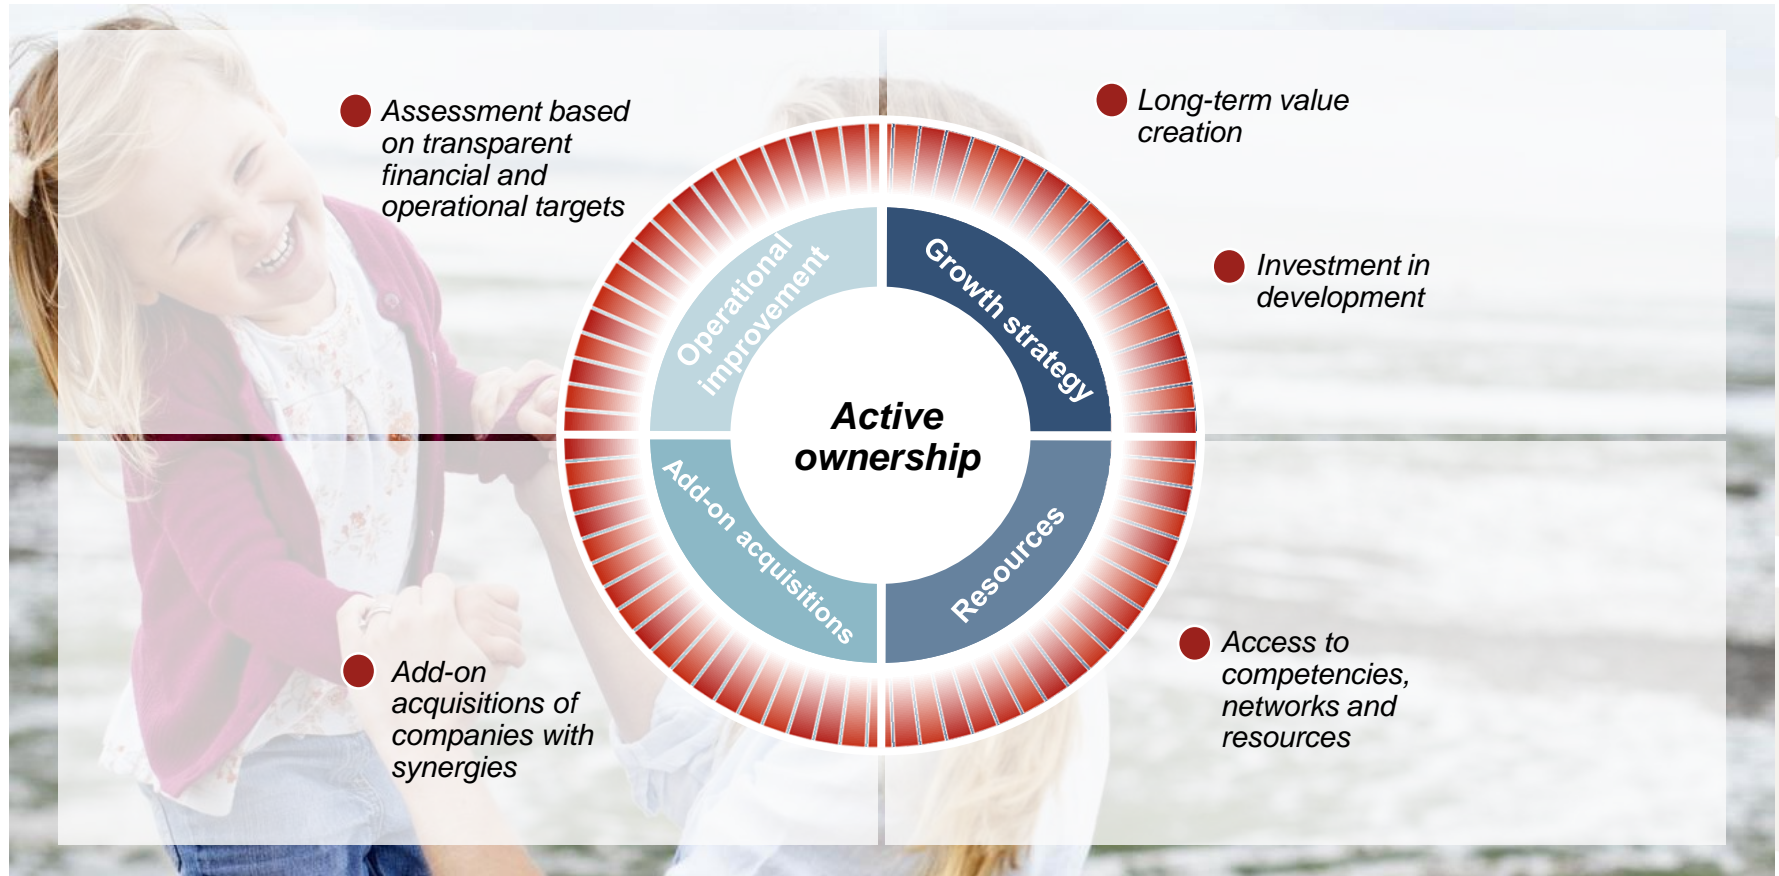 Assessment based
on transparent
financial and
operational targets
Long-term value
creation
Investment in
development
Operational
improvement
Growth strategy
Active
ownership
Add-on acquisitions
Resources
Add-on
acquisitions of
companies with
synergies
Access to
competencies,
networks and
resources